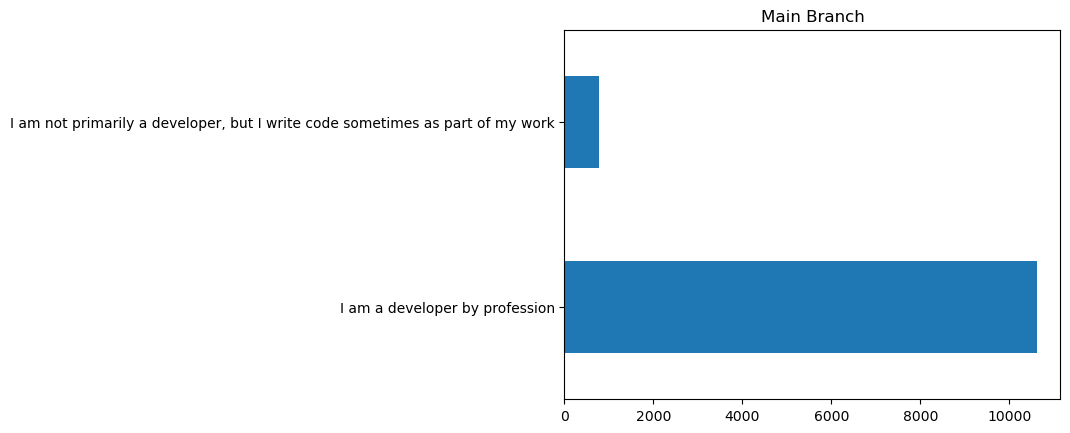 Main Branch
I am not primarily a developer, but I write code sometimes as part of my work
I am a developer by profession
0 2000 4000 6000 8000 10000